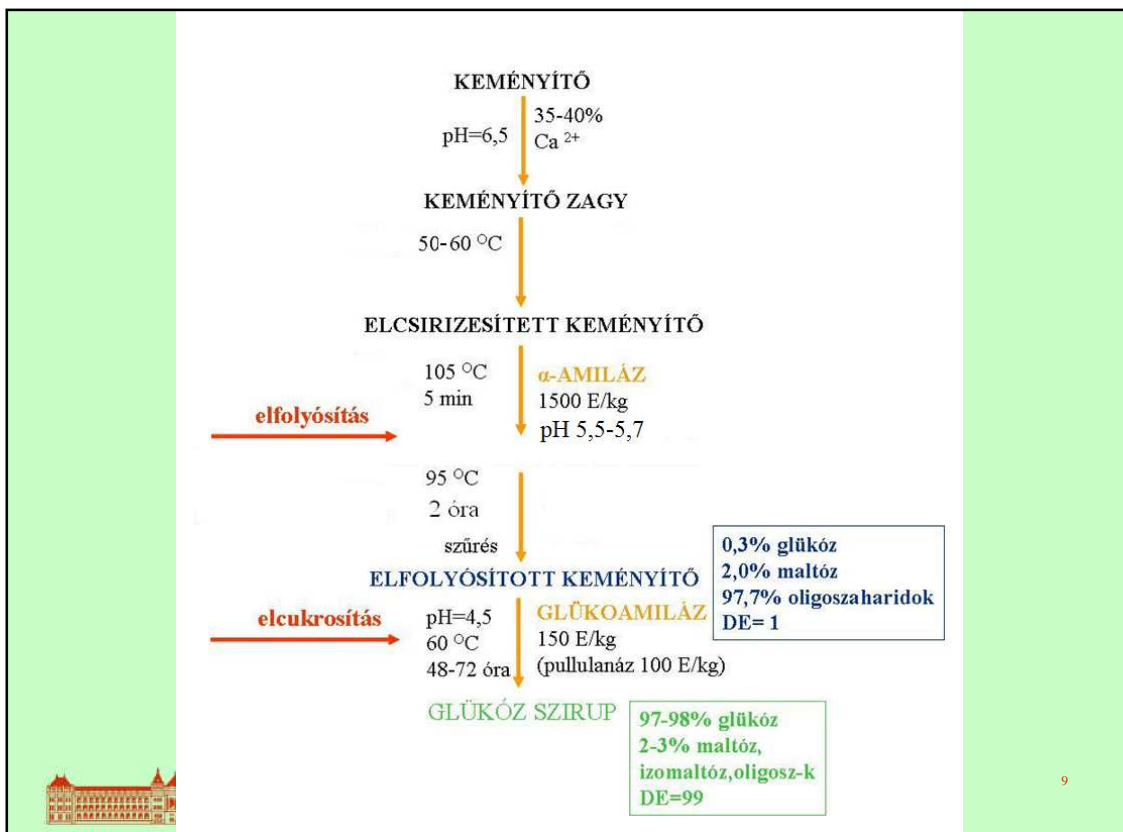 KEMÉNYÍTŐ
pH=6,5
35-40%
Ca 2+
KEMÉNYÍTŐ ZAGY
50-60 °C
ELCSIRIZESÍTETT KEMÉNYÍTŐ
105 °C
5 min
α-AMILÁZ
1500 E/kg
pH 5,5-5,7
elfolyósítás
95 °C
2 óra
szűrés
ELFOLYÓSÍTOTT KEMÉNYÍTŐ
0,3% glükóz
2,0% maltóz
97,7% oligoszaharidok
DE= 1
elcukrosítás
pH=4,5
60 °C
48-72 óra
GLÜKOAMILÁZ
150 E/kg
(pullulanáz 100 E/kg)
GLÜKÓZ SZIRUP
97-98% glükóz
2-3% maltóz,
izomaltóz,oligosz-k
DE=99
9